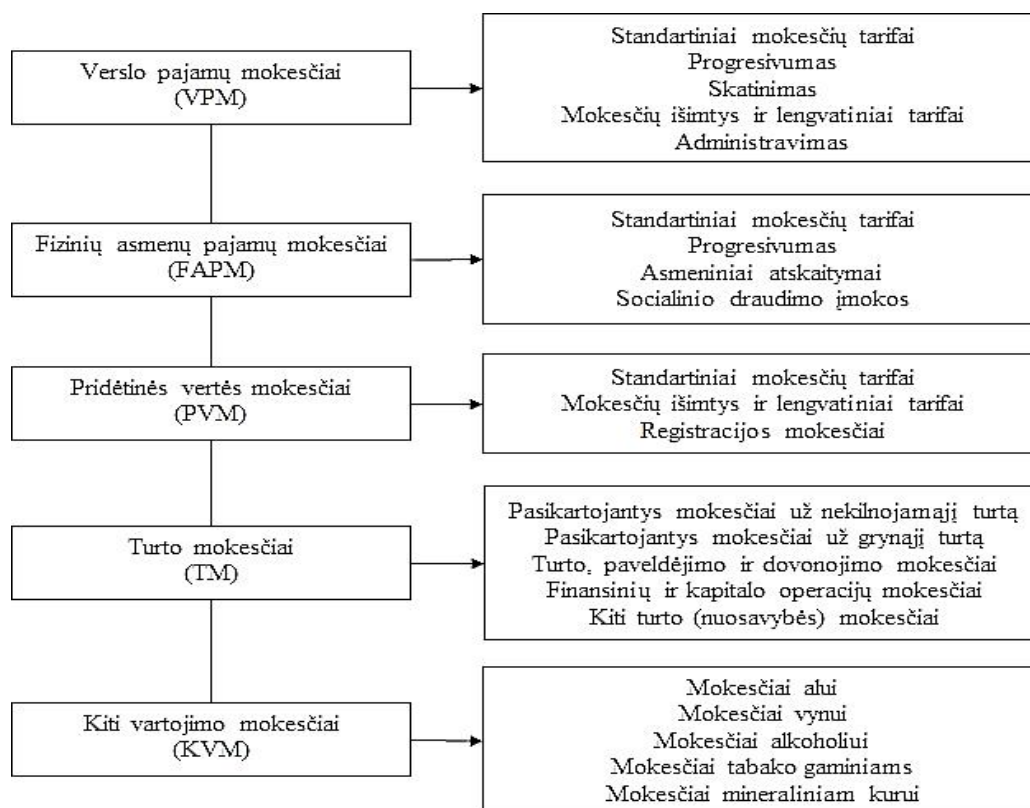 Verslo pajamų mokesčiai
(VPM)
Standartiniai mokesčių tarifai
Progresivumas
Skatinimas
Mokesčių išimtys ir lengvatiniai tarifai
Administravimas
Fizinių asmenų pajamų mokesčiai
(FAPM)
Standartiniai mokesčių tarifai
Progresivumas
Asmeniniai atskaitymai
Socialinio draudimo įmokos
Pridėtinės vertės mokesčiai
(PVM)
Standartiniai mokesčių tarifai
Mokesčių išimtys ir lengvatiniai tarifai
Registracijos mokesčiai
Turto mokesčiai
(TM)
Pasikartojantys mokesčiai už nekilnojamąjį turtą
Pasikartojantys mokesčiai už grynąjį turtą
Turto, paveldėjimo ir dovonojimo mokesčiai
Finansinių ir kapitalo operacijų mokesčiai
Kiti turto (nuosavybės) mokesčiai
Kiti vartojimo mokesčiai
(KVM)
Mokesčiai alui
Mokesčiai vynui
Mokesčiai alkoholiui
Mokesčiai tabako gaminiams
Mokesčiai mineraliniam kurui